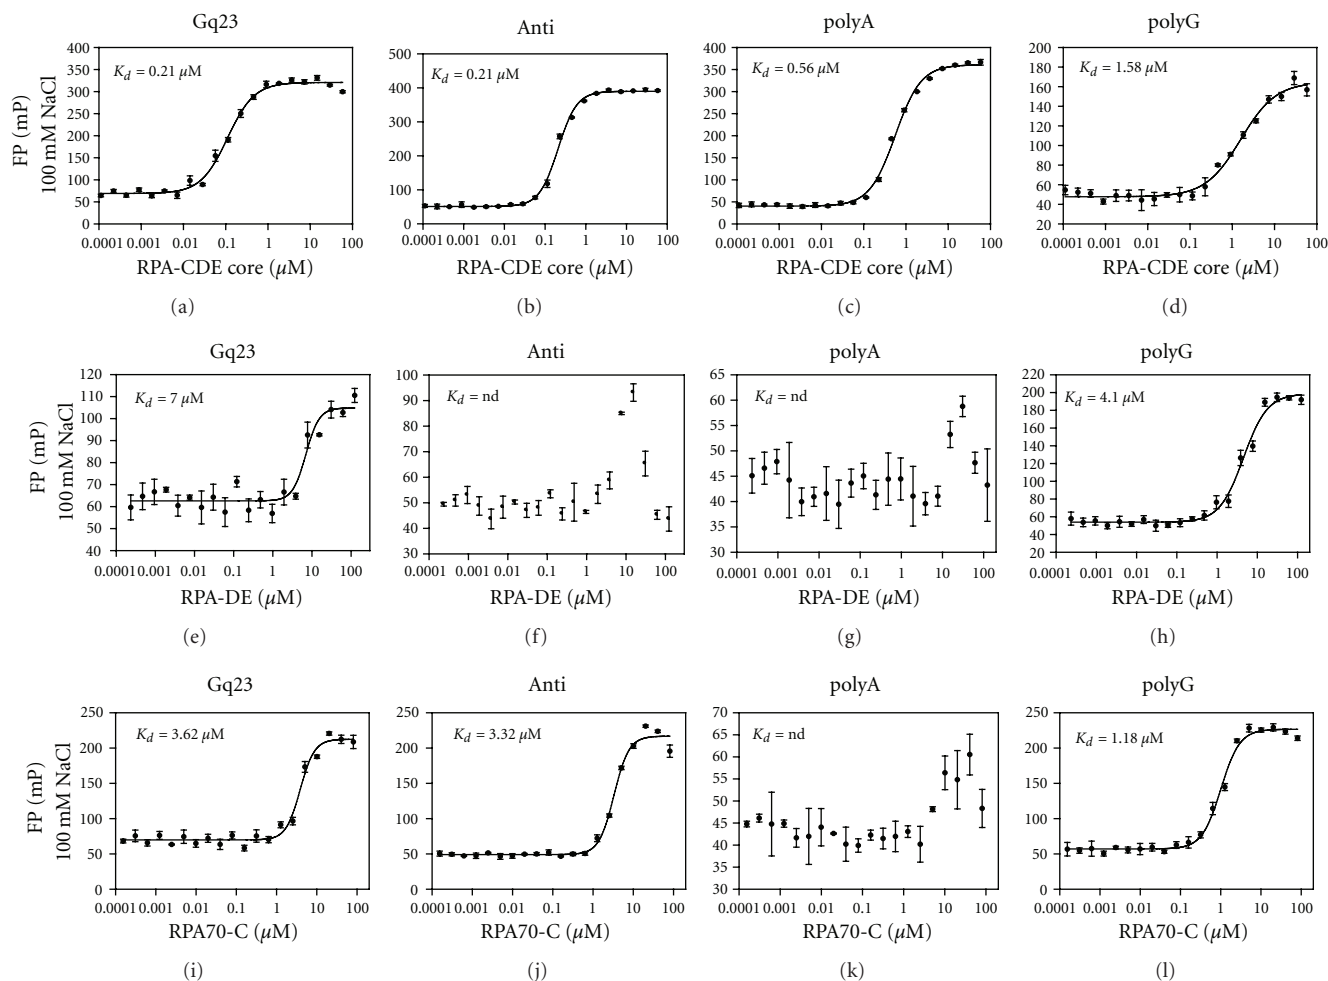 Gq23
Anti
polyA
polyG
FP (mP)
100 mM NaCl
400
350
300
250
200
150
100
50
0
K_d = 0.21 μM
0.0001 0.001 0.01 0.1 1 10 100
RPA-CDE core (μM)
(a)
500
400
300
200
100
0
K_d = 0.21 μM
0.0001 0.001 0.01 0.1 1 10 100
RPA-CDE core (μM)
(b)
400
350
300
250
200
150
100
50
0
K_d = 0.56 μM
0.0001 0.001 0.01 0.1 1 10 100
RPA-CDE core (μM)
(c)
200
180
160
140
120
100
80
60
40
20
K_d = 1.58 μM
0.0001 0.001 0.01 0.1 1 10 100
RPA-CDE core (μM)
(d)
Gq23
Anti
polyA
polyG
FP (mP)
100 mM NaCl
120
110
100
90
80
70
60
50
40
K_d = 7 μM
0.0001 0.001 0.01 0.1 1 10 100
RPA-DE (μM)
(e)
100
90
80
70
60
50
40
30
K_d = nd
0.0001 0.001 0.01 0.1 1 10 100
RPA-DE (μM)
(f)
65
60
55
50
45
40
35
30
K_d = nd
0.0001 0.001 0.01 0.1 1 10 100
RPA-DE (μM)
(g)
220
200
180
160
140
120
100
80
60
40
20
K_d = 4.1 μM
0.0001 0.001 0.01 0.1 1 10 100
RPA-DE (μM)
(h)
Gq23
Anti
polyA
polyG
FP (mP)
100 mM NaCl
250
200
150
100
50
0
K_d = 3.62 μM
0.0001 0.001 0.01 0.1 1 10 100
RPA70-C (μM)
(i)
250
200
150
100
50
0
K_d = 3.32 μM
0.0001 0.001 0.01 0.1 1 10 100
RPA70-C (μM)
(j)
70
65
60
55
50
45
40
35
30
K_d = nd
0.0001 0.001 0.01 0.1 1 10 100
RPA70-C (μM)
(k)
250
200
150
100
50
0
K_d = 1.18 μM
0.0001 0.001 0.01 0.1 1 10 100
RPA70-C (μM)
(l)